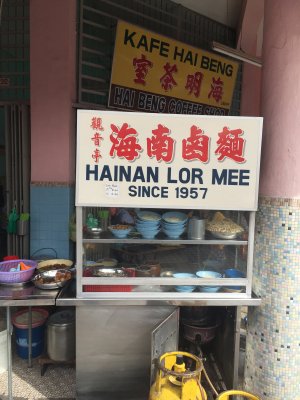 KAFE HAI BENG
室茶明海
HAI BENG COFFEE SHOP
觀音亭
海南鹵麵
HAINAN LOR MEE
SINCE 1957